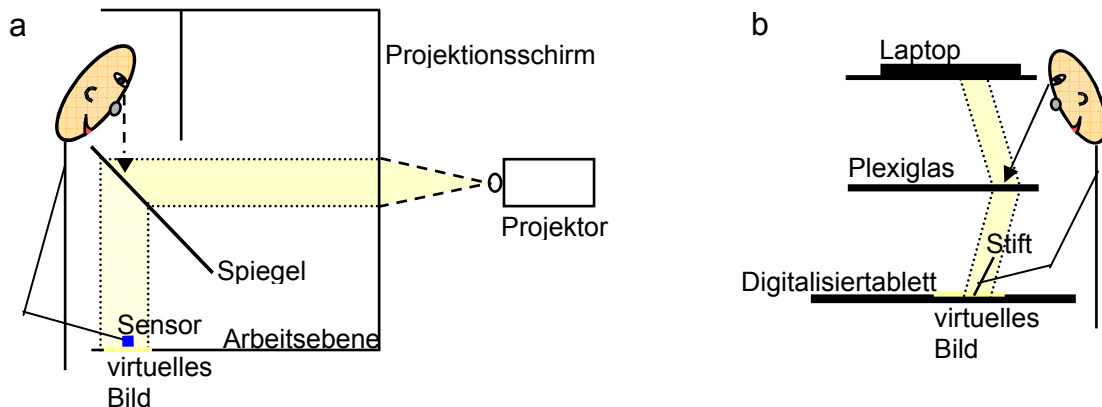 a
Projektionsschirm
Projektor
Spiegel
Sensor
Arbeitsebene
virtuelles
Bild
b
Laptop
Plexiglas
Stift
Digitalisiertablett
virtuelles
Bild